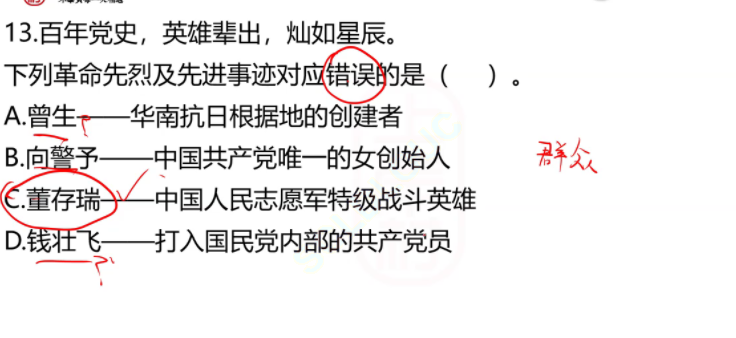 13.百年党史，英雄辈出，灿如星辰。
下列革命先烈及先进事迹对应错误的是（　　）。
A.曾生——华南抗日根据地的创建者
B.向警予——中国共产党唯一的女创始人
群众
C.董存瑞——中国人民志愿军特级战斗英雄
D.钱壮飞——打入国民党内部的共产党员